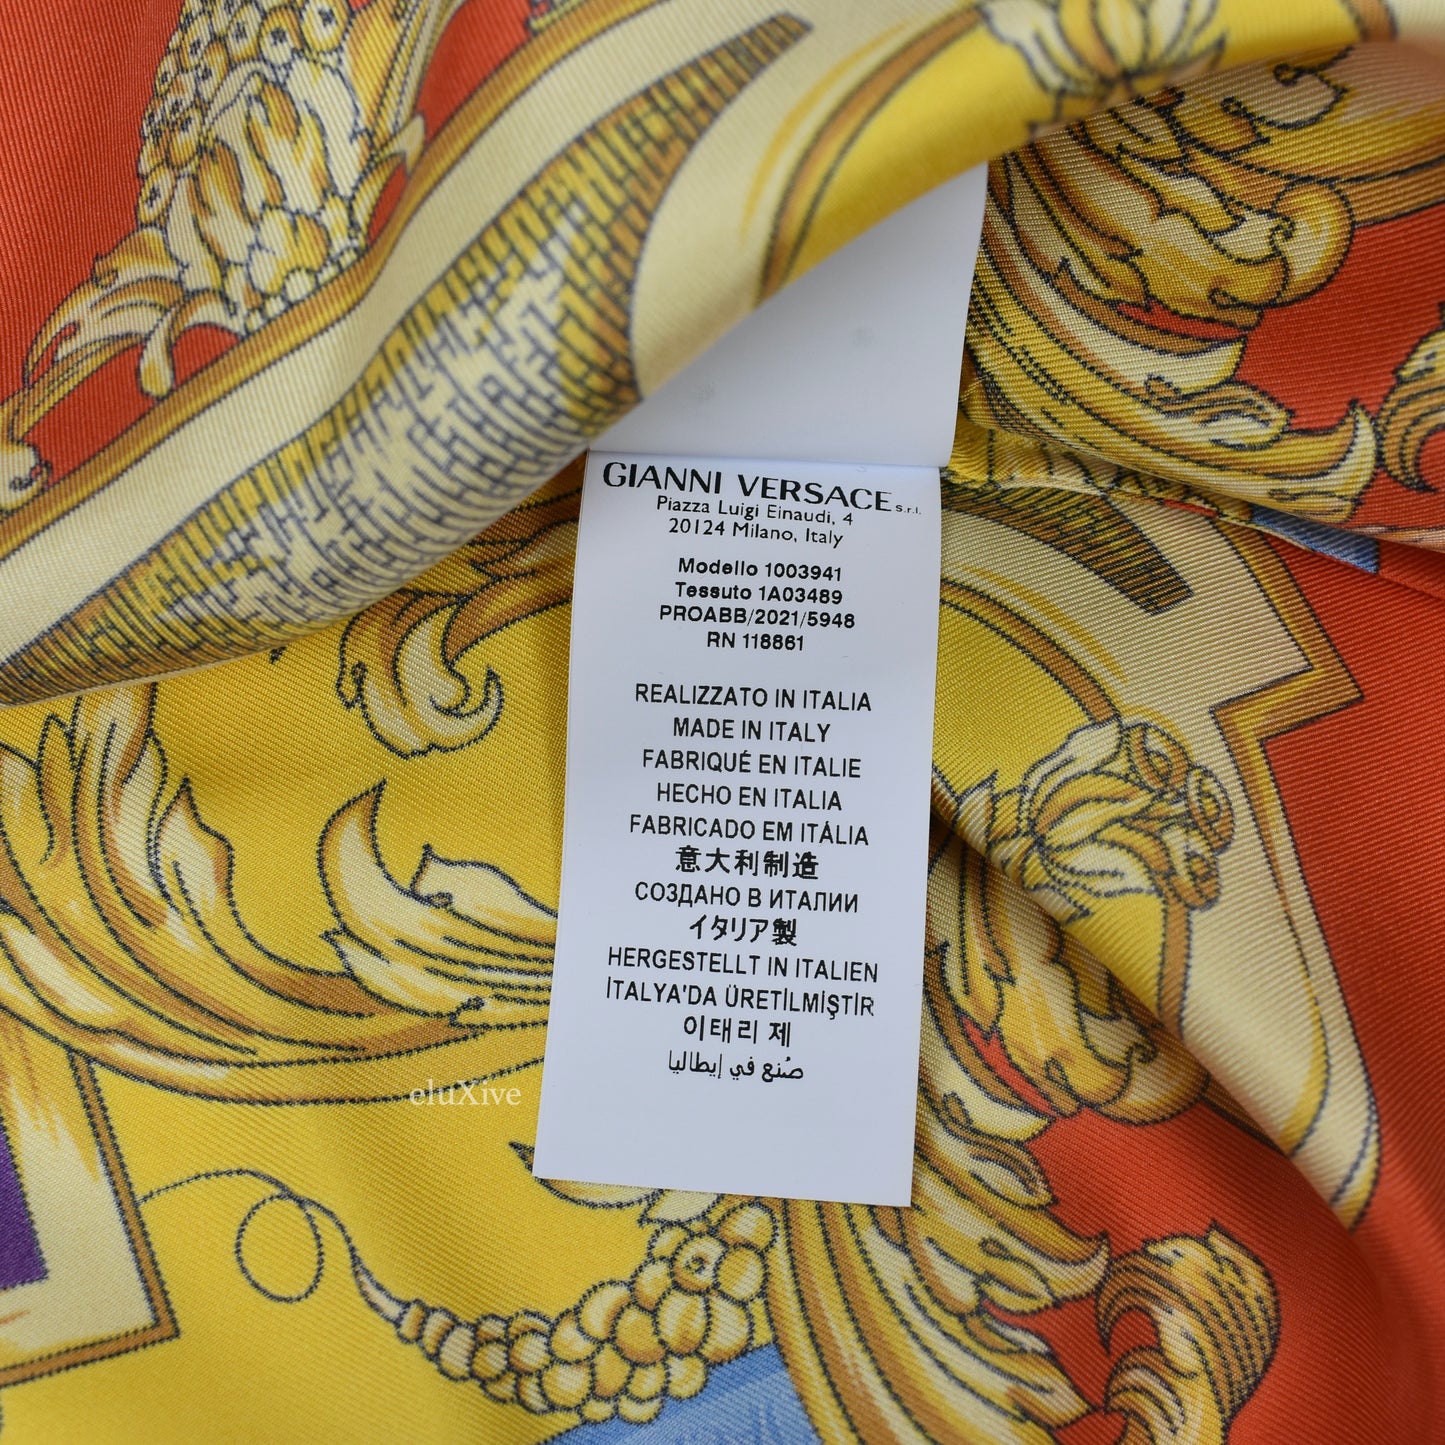 GIANNI VERSACE s.r.l.
Piazza Luigi Einaudi, 4
20124 Milano, Italy
Modello 1003941
Tessuto 1A03489
PROABB/2021/5948
RN 118861
REALIZZATO IN ITALIA
MADE IN ITALY
FABRIQUÉ EN ITALIE
HECHO EN ITALIA
FABRICADO EM ITÁLIA
意大利制造
СОЗДАНО В ИТАЛИИ
イタリア製
HERGESTELLT IN ITALIEN
İTALYA'DA ÜRETİLMİŞTİR
이태리 제
صُنع في إيطاليا
eluXive